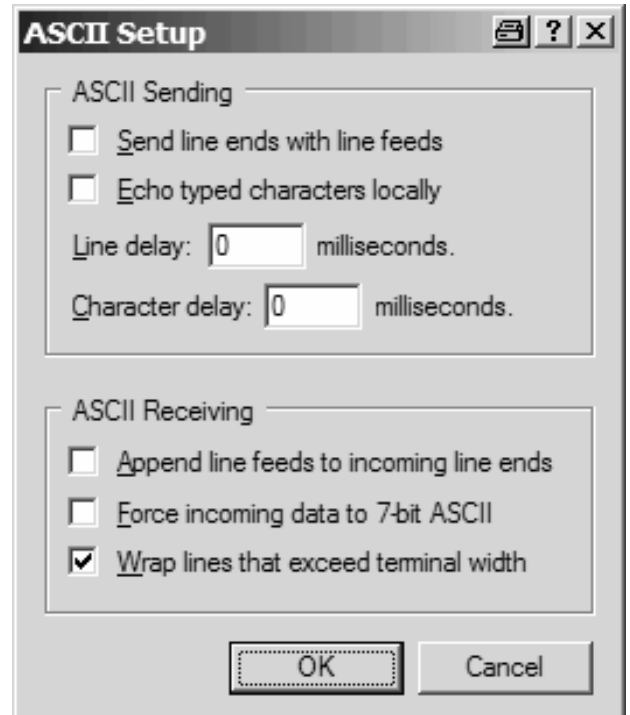 ASCII Setup
?
ASCII Sending
Send line ends with line feeds
Echo typed characters locally
Line delay: 0 milliseconds.
Character delay: 0 milliseconds.
ASCII Receiving
Append line feeds to incoming line ends
Force incoming data to 7-bit ASCII
Wrap lines that exceed terminal width
OK Cancel